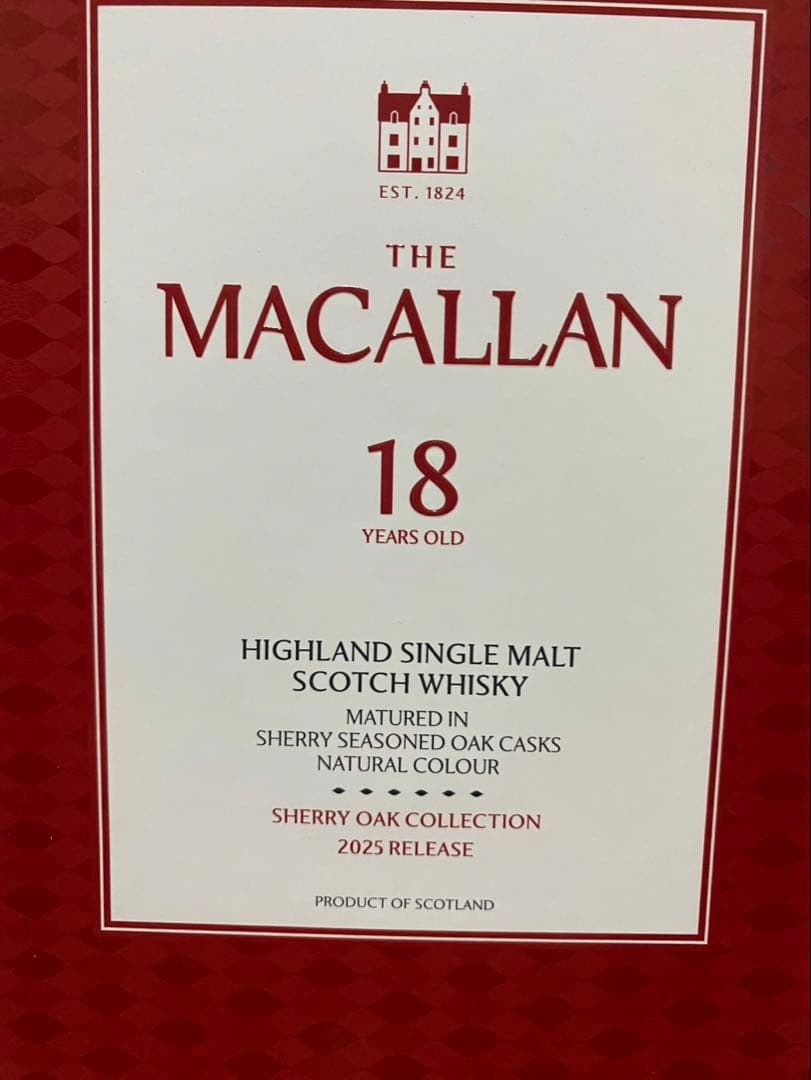 EST. 1824
THE
MACALLAN
18
YEARS OLD
HIGHLAND SINGLE MALT
SCOTCH WHISKY
MATURED IN
SHERRY SEASONED OAK CASKS
NATURAL COLOUR
SHERRY OAK COLLECTION
2025 RELEASE
PRODUCT OF SCOTLAND